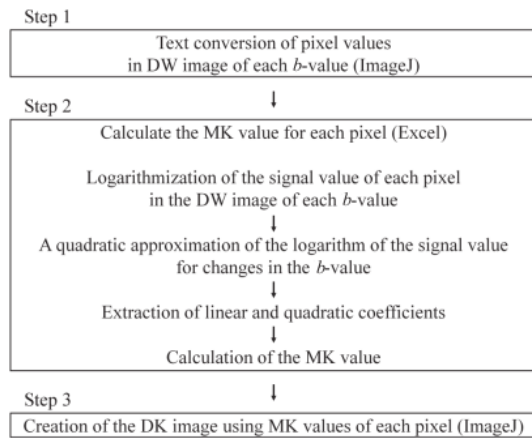 Step 1
Text conversion of pixel values
in DW image of each b-value (ImageJ)
↓
Step 2
Calculate the MK value for each pixel (Excel)
Logarithmization of the signal value of each pixel
in the DW image of each b-value
↓
A quadratic approximation of the logarithm of the signal value
for changes in the b-value
↓
Extraction of linear and quadratic coefficients
↓
Calculation of the MK value
↓
Step 3
Creation of the DK image using MK values of each pixel (ImageJ)